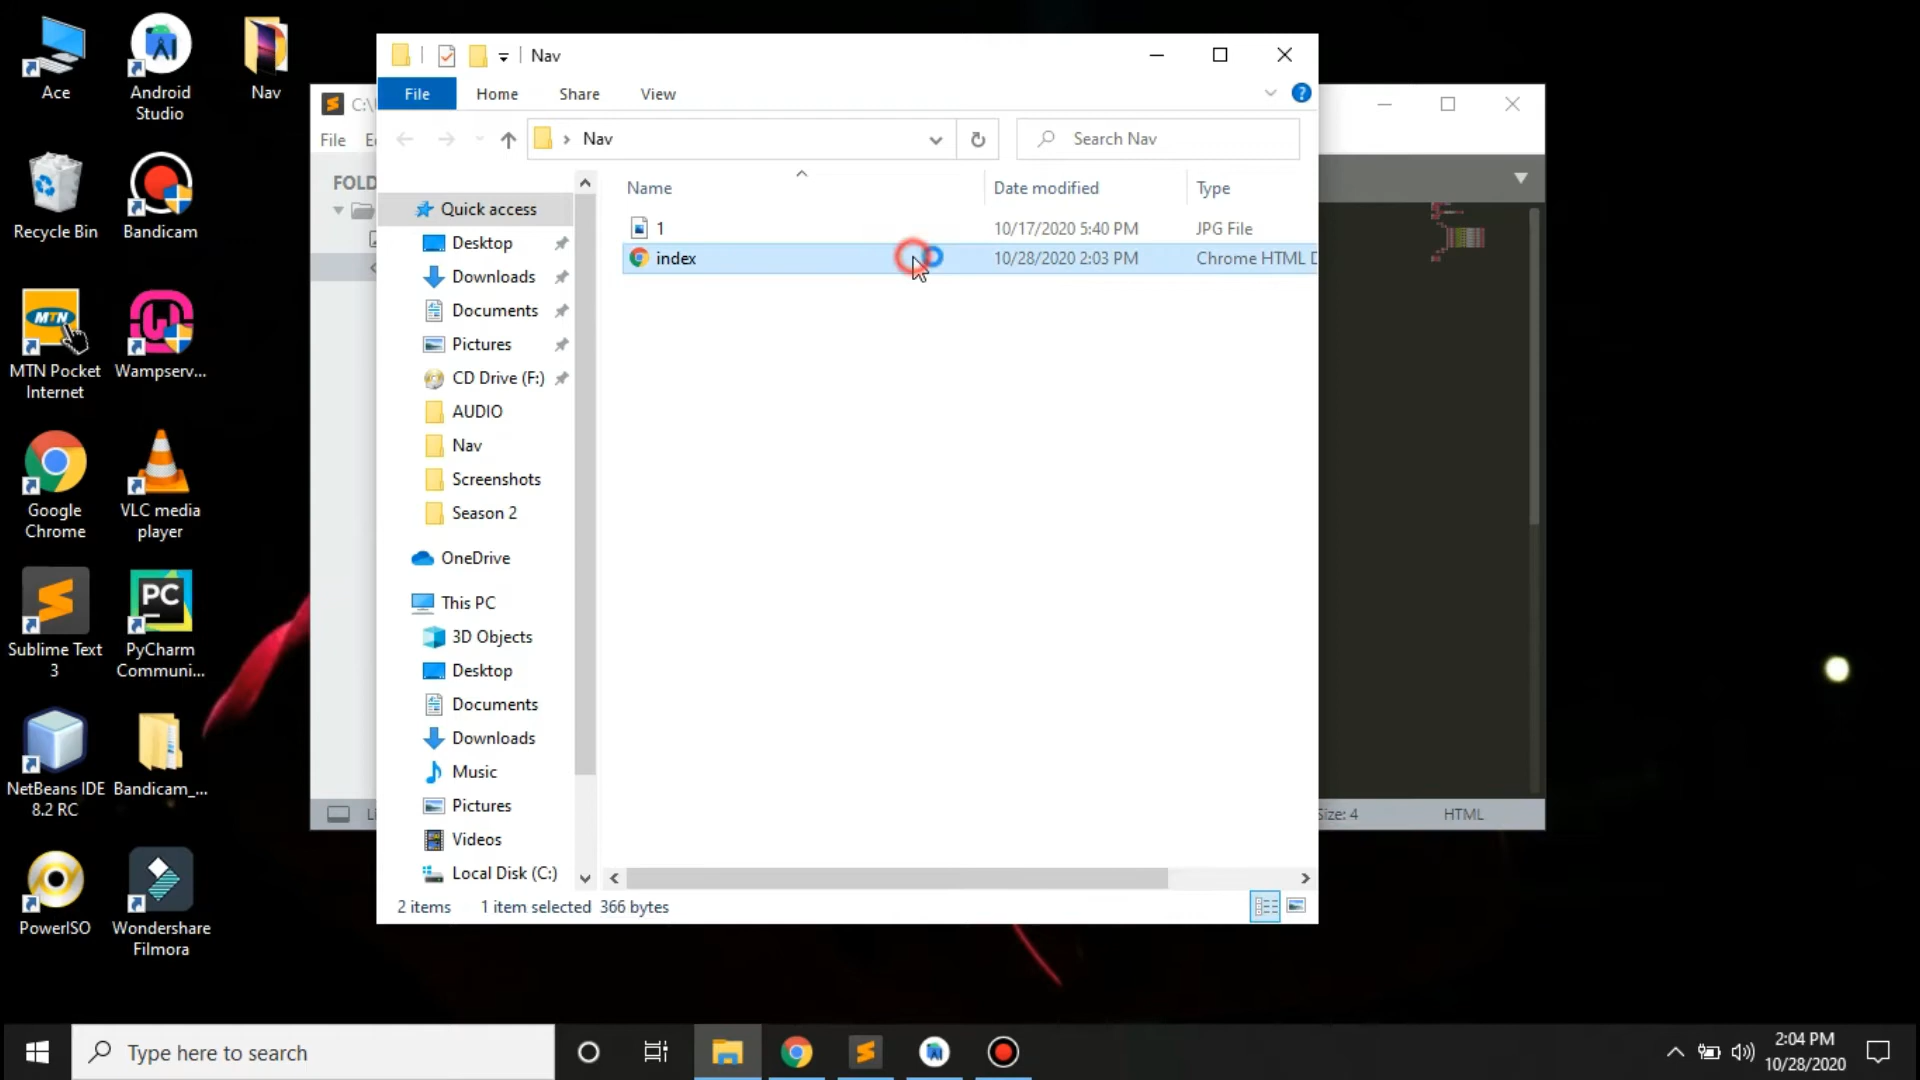 Ace
Android
Studio
Nav
Recycle Bin
Bandicam
MTN
MTN Pocket
Internet
Wampserv...
Google
Chrome
VLC media
player
Sublime Text
3
PC
PyCharm
Communi...
NetBeans IDE
8.2 RC
Bandicam_...
PowerISO
Wondershare
Filmora
C:\
File
FOLD
Nav
File
Home
Share
View
Nav
Search Nav
Name
Date modified
Type
1
10/17/2020 5:40 PM
JPG File
index
10/28/2020 2:03 PM
Chrome HTML
Quick access
Desktop
Downloads
Documents
Pictures
CD Drive (F:)
AUDIO
Nav
Screenshots
Season 2
OneDrive
This PC
3D Objects
Desktop
Documents
Downloads
Music
Pictures
Videos
Local Disk (C:)
2 items
1 item selected 366 bytes
Size: 4
HTML
Type here to search
2:04 PM
10/28/2020